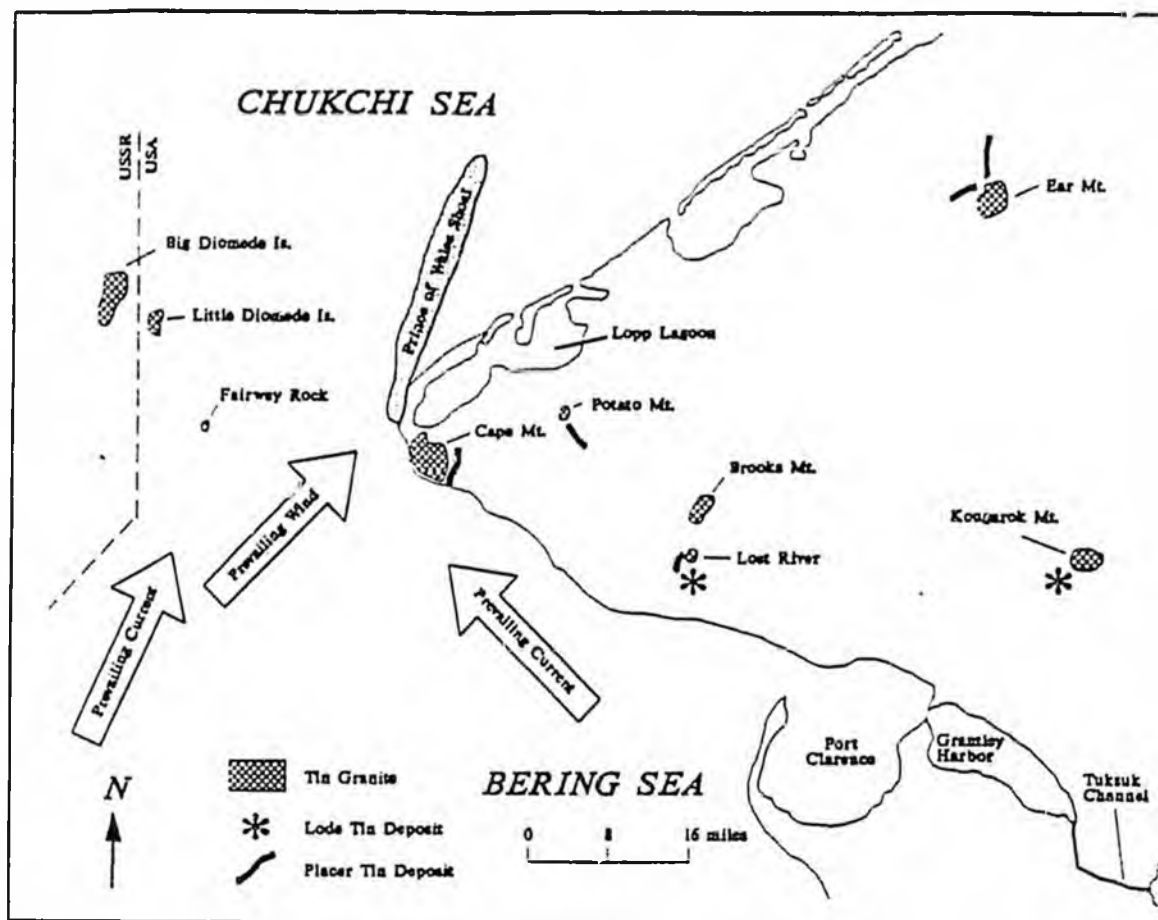 CHUKCHI SEA
USSR
USA
Big Diomede Is.
Little Diomede Is.
Fairway Rock
Prince of Wales Shoal
Lopp Lagoon
Ear Mt.
Potato Mt.
Cape Mt.
Brooks Mt.
Lost River
Kougarok Mt.
Prevailing Wind
Prevailing Current
Prevailing Current
Port
Clarence
Grantley
Harbor
Tuksuk
Channel
BERING SEA
0 8 16 miles
N
Tin Granite
Lode Tin Deposit
Placer Tin Deposit